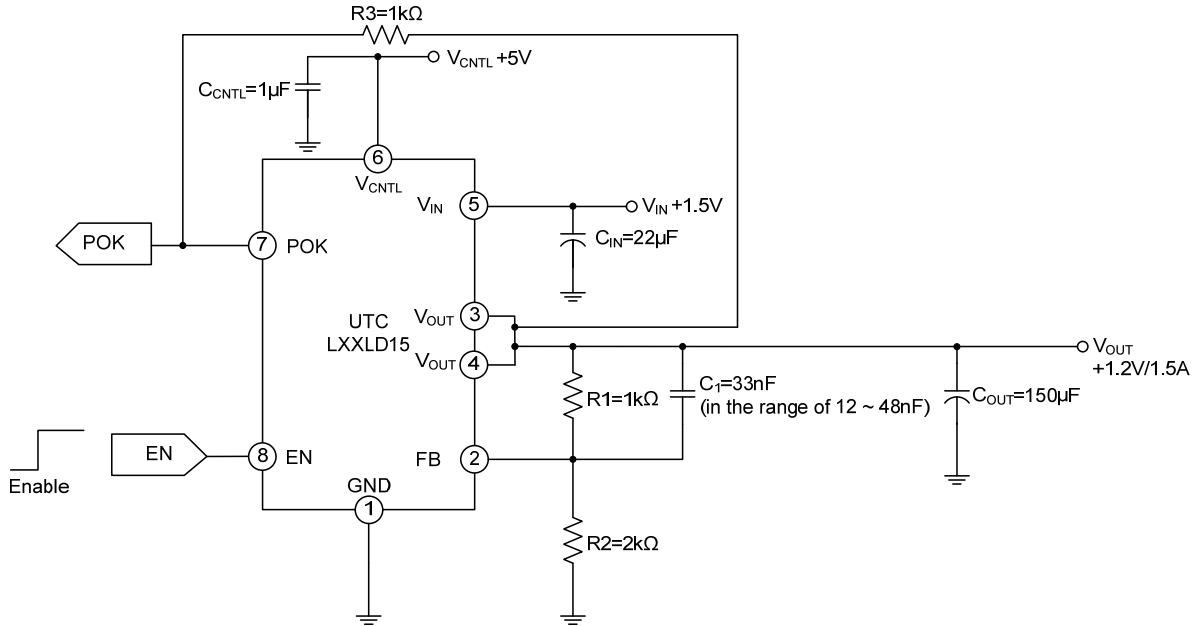 R3=1kΩ
VCNTL +5V
CCNTL=1µF
6
VCNTL
VIN
5
VIN +1.5V
CIN=22µF
POK
7
POK
VOUT
3
UTC
LXXLD15
VOUT
4
VOUT
+1.2V/1.5A
R1=1kΩ
C1=33nF
(in the range of 12 ~ 48nF)
COUT=150µF
Enable
EN
8
EN
FB
2
GND
1
R2=2kΩ